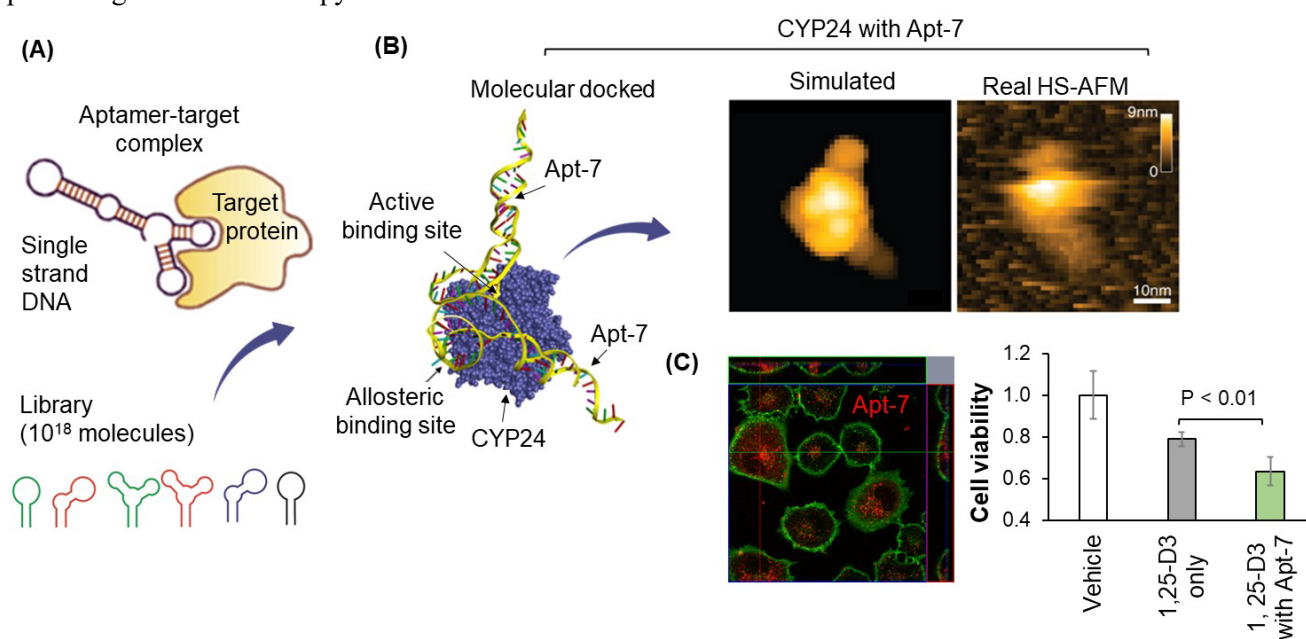 (A)
Aptamer-target
complex
Target
protein
Single
strand
DNA
Library
(10¹⁸ molecules)
(B)
CYP24 with Apt-7
Molecular docked
Simulated
Real HS-AFM
Apt-7
Active
binding site
Apt-7
Allosteric
binding site
CYP24
9nm
0
10nm
(C)
Apt-7
Cell viability
1.2
1.0
0.8
0.6
0.4
P < 0.01
Vehicle
1,25-D3
only
1, 25-D3
with Apt-7